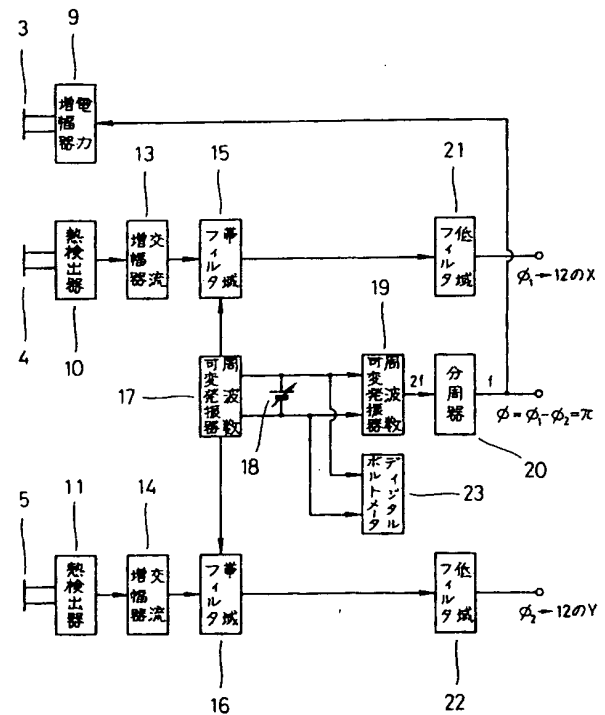 3
9
電力増幅器
4
10
熱検出器
13
交流増幅器
15
帯域フィルタ
21
低域フィルタ
φ₁→12のX
17
周波数可変発振器
18
19
周波数可変発振器
2f
分周器
f
20
φ=φ₁-φ₂=π
ディジタルボルトメータ
23
5
11
熱検出器
14
交流増幅器
帯域フィルタ
16
低域フィルタ
22
φ₂→12のY